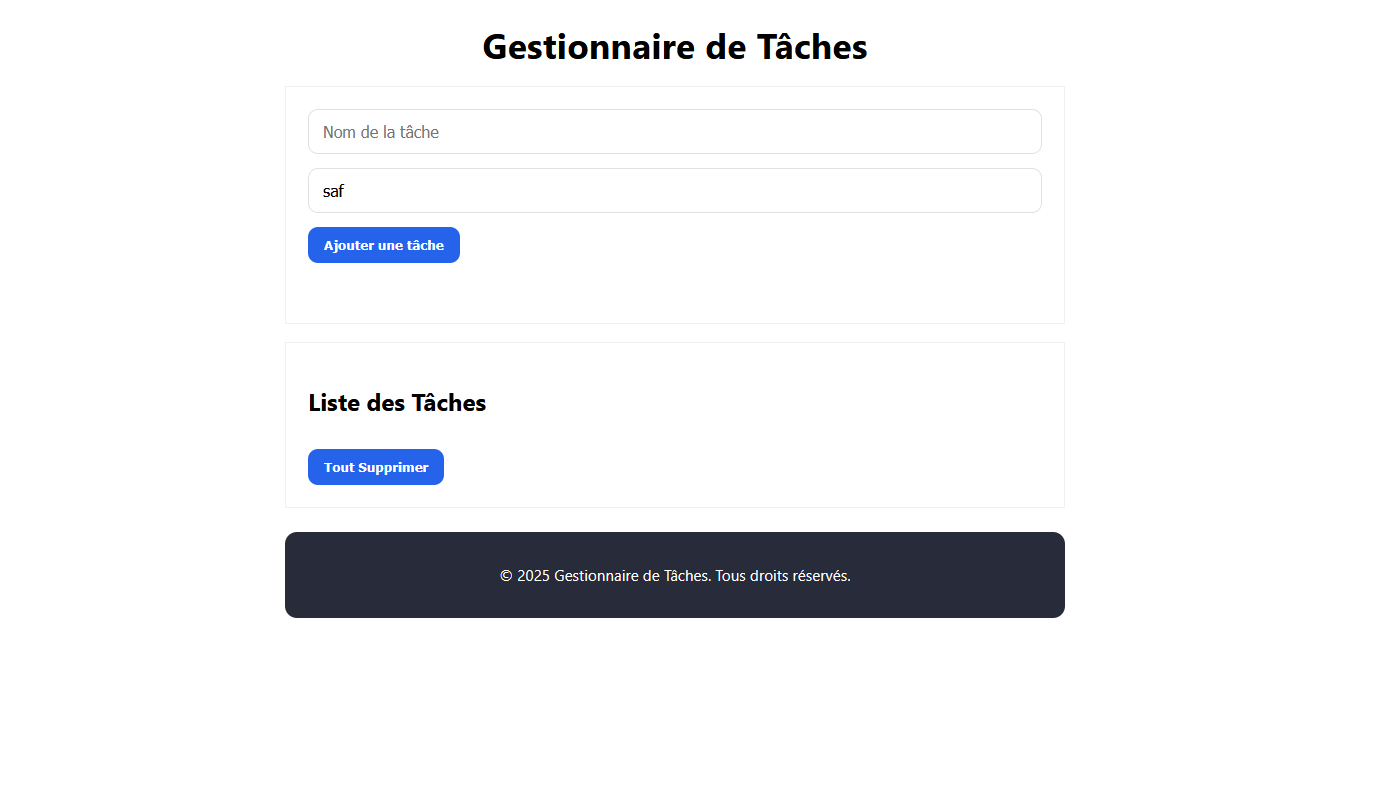 Gestionnaire de Tâches
Nom de la tâche
saf
Ajouter une tâche
Liste des Tâches
Tout Supprimer
© 2025 Gestionnaire de Tâches. Tous droits réservés.